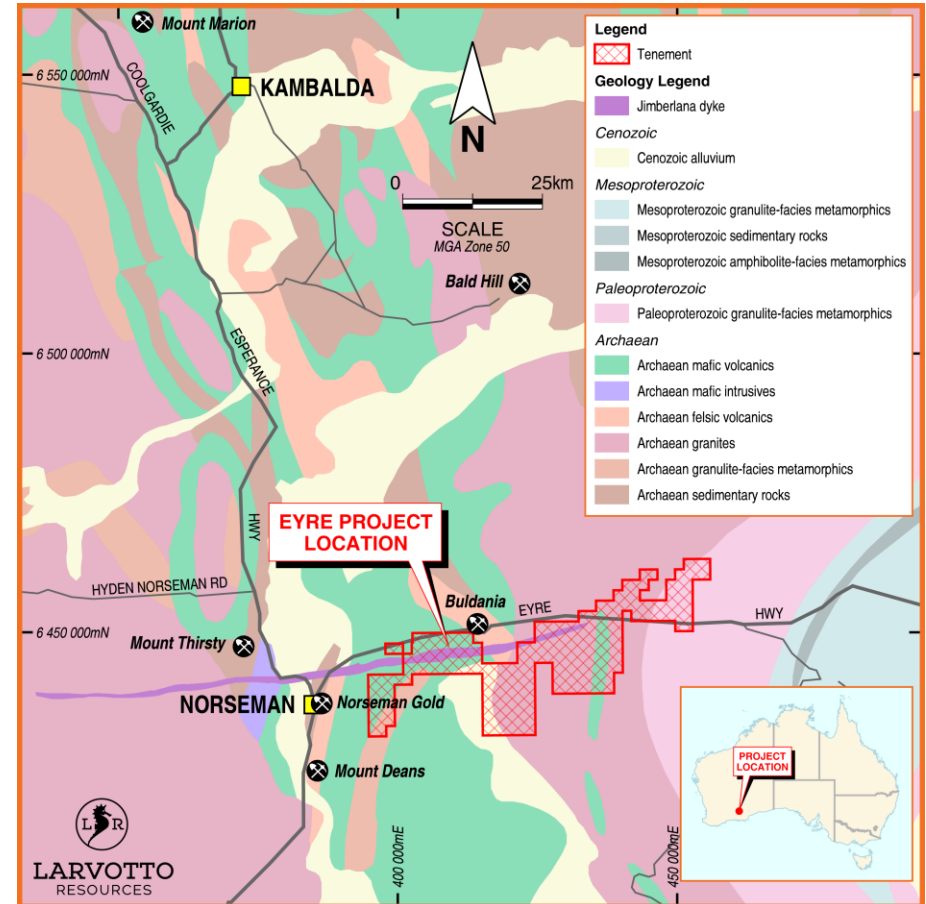 Mount Marion
6 550 000mN
COOLGARDIE
KAMBALDA
N
0 25km
SCALE
MGA Zone 50
Bald Hill
6 500 000mN
ESPERANCE
HWY
EYRE PROJECT
LOCATION
HYDEN NORSEMAN RD
Buldania
EYRE
HWY
6 450 000mN
Mount Thirsty
NORSEMAN
Norseman Gold
Mount Deans
400 000mE
450 000mE
L R
LARVOTTO
RESOURCES
Legend
Tenement
Geology Legend
Jimberlana dyke
Cenozoic
Cenozoic alluvium
Mesoproterozoic
Mesoproterozoic granulite-facies metamorphics
Mesoproterozoic sedimentary rocks
Mesoproterozoic amphibolite-facies metamorphics
Paleoproterozoic
Paleoproterozoic granulite-facies metamorphics
Archaean
Archaean mafic volcanics
Archaean mafic intrusives
Archaean felsic volcanics
Archaean granites
Archaean granulite-facies metamorphics
Archaean sedimentary rocks
PROJECT
LOCATION